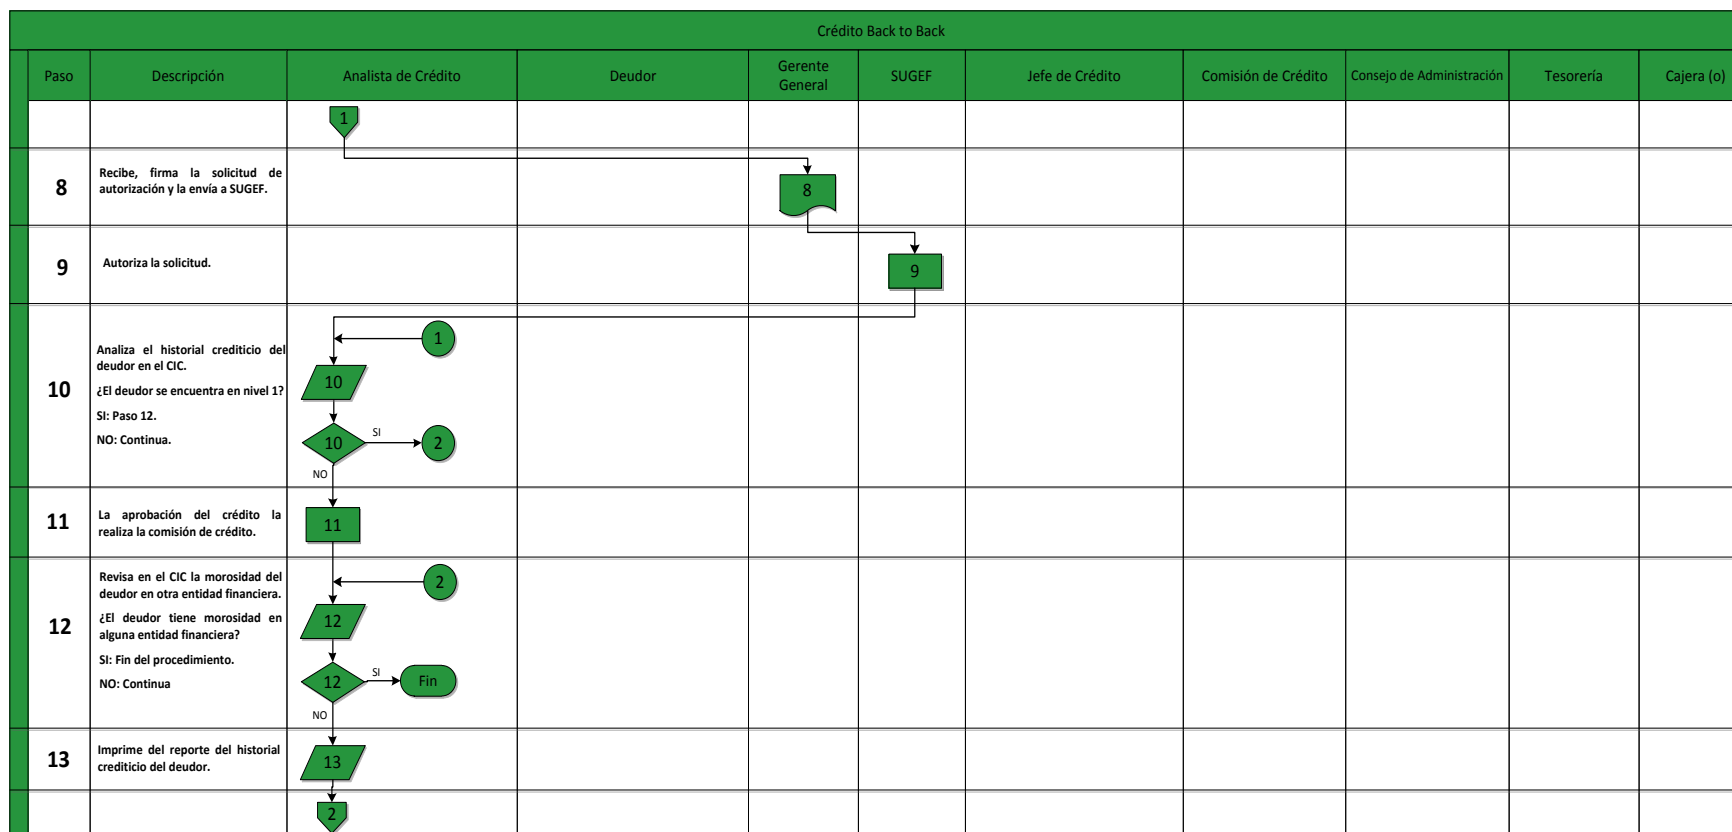 Crédito Back to Back
Paso
Descripción
Analista de Crédito
Deudor
Gerente
General
SUGEF
Jefe de Crédito
Comisión de Crédito
Consejo de Administración
Tesorería
Cajera (o)
1
8
Recibe, firma la solicitud de
autorización y la envía a SUGEF.
8
9
Autoriza la solicitud.
9
10
Analiza el historial crediticio del
deudor en el CIC.
¿El deudor se encuentra en nivel 1?
SI: Paso 12.
NO: Continua.
1
10
10
SI
2
NO
11
La aprobación del crédito la
realiza la comisión de crédito.
11
12
Revisa en el CIC la morosidad del
deudor en otra entidad financiera.
¿El deudor tiene morosidad en
alguna entidad financiera?
SI: Fin del procedimiento.
NO: Continua
2
12
12
SI
Fin
NO
13
Imprime del reporte del historial
crediticio del deudor.
13
2